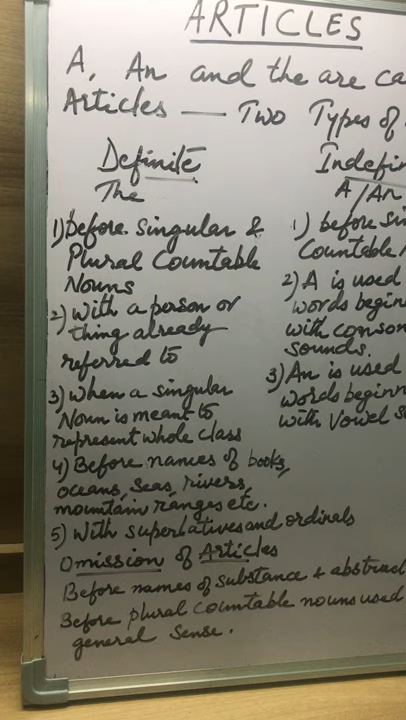 ARTICLES
A, An and the are ca
Articles — Two Types of
Definite
The
1) Before singular &
Plural Countable
Nouns
2) With a person or
thing already
referred to
3) When a singular
Noun is meant to
represent whole class
4) Before names of books,
oceans, seas, rivers,
mountain ranges etc.
5) With superlatives and ordinals
Indefin
A/An
1) before sin
Countable
2) A is used
words begin
with conson
sounds.
3) An is used
words beginn
with Vowel s
Omission of Articles
Before names of substance & abstract
Before plural countable nouns used
general sense.